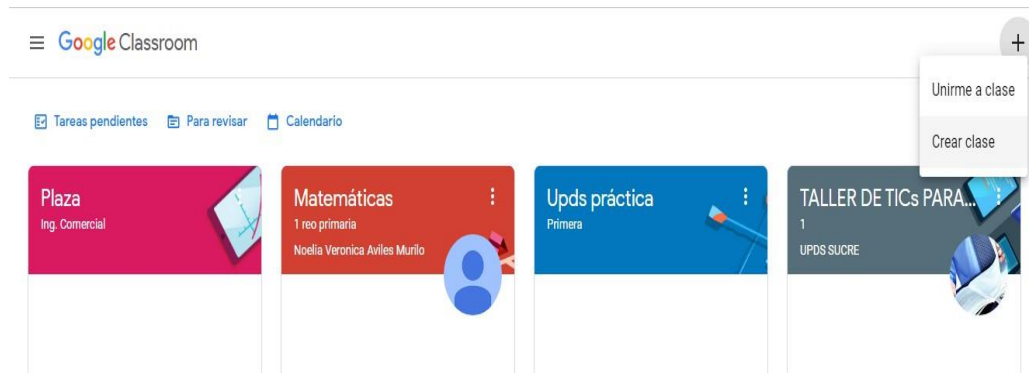 Google Classroom
Unirme a clase
Crear clase
Tareas pendientes Para revisar Calendario
Plaza
Ing. Comercial
Matemáticas
1 reo primaria
Noelia Veronica Aviles Murilo
Upds práctica
Primera
TALLER DE TICs PARA...
1
UPDS SUCRE